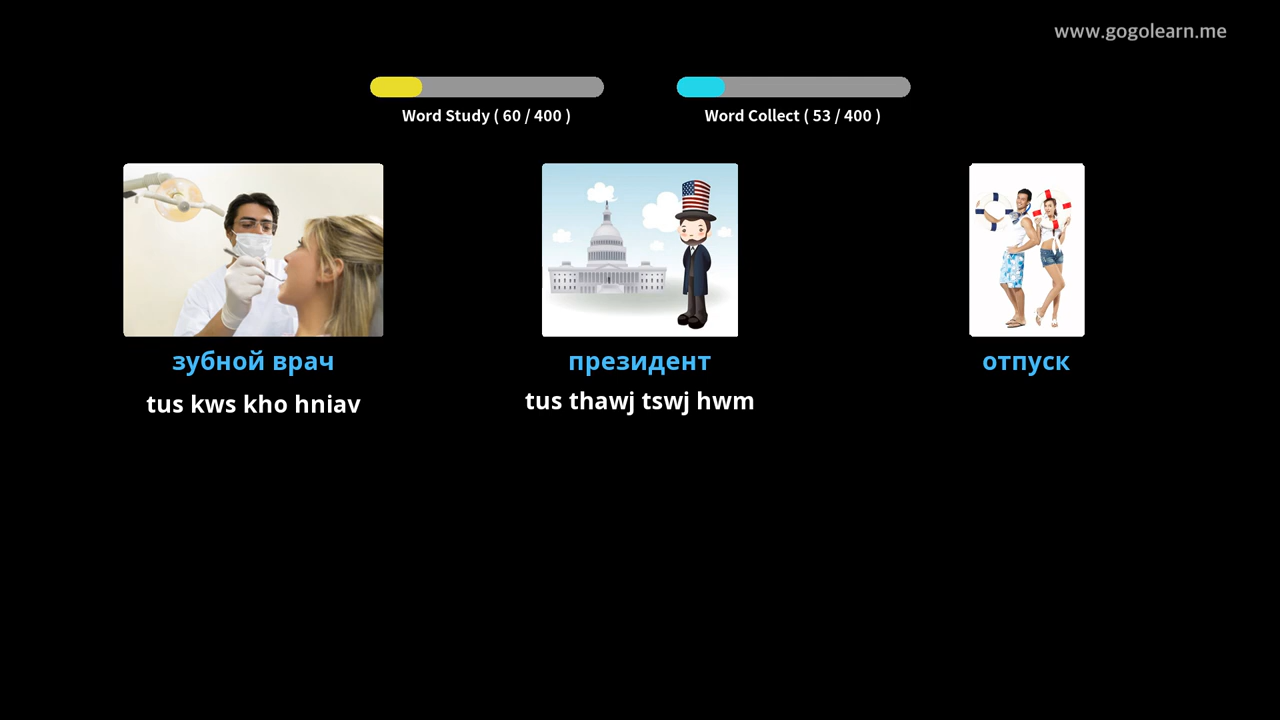 www.gogolearn.me
Word Study ( 60 / 400 )
Word Collect ( 53 / 400 )
зубной врач
президент
отпуск
tus kws kho hniav
tus thawj tswj hwm